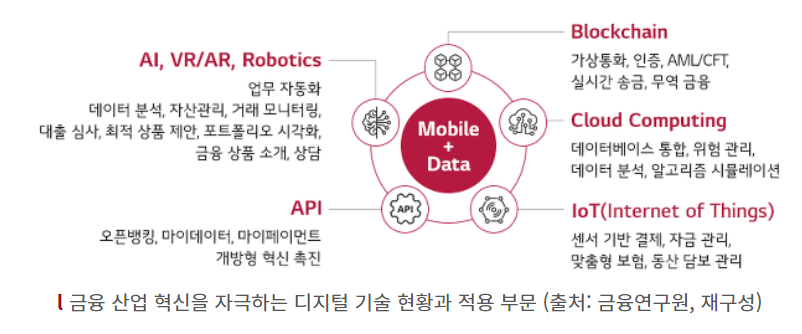 Blockchain
가상통화, 인증, AML/CFT,
실시간 송금, 무역 금융
AI, VR/AR, Robotics
업무 자동화
데이터 분석, 자산관리, 거래 모니터링,
대출 심사, 최적 상품 제안, 포트폴리오 시각화,
금융 상품 소개, 상담
Mobile
+
Data
Cloud Computing
데이터베이스 통합, 위험 관리,
데이터 분석, 알고리즘 시뮬레이션
API
오픈뱅킹, 마이데이터, 마이페이먼트
개방형 혁신 촉진
API
IoT(Internet of Things)
센서 기반 결제, 자금 관리,
맞춤형 보험, 동산 담보 관리
l 금융 산업 혁신을 자극하는 디지털 기술 현황과 적용 부문 (출처: 금융연구원, 재구성)